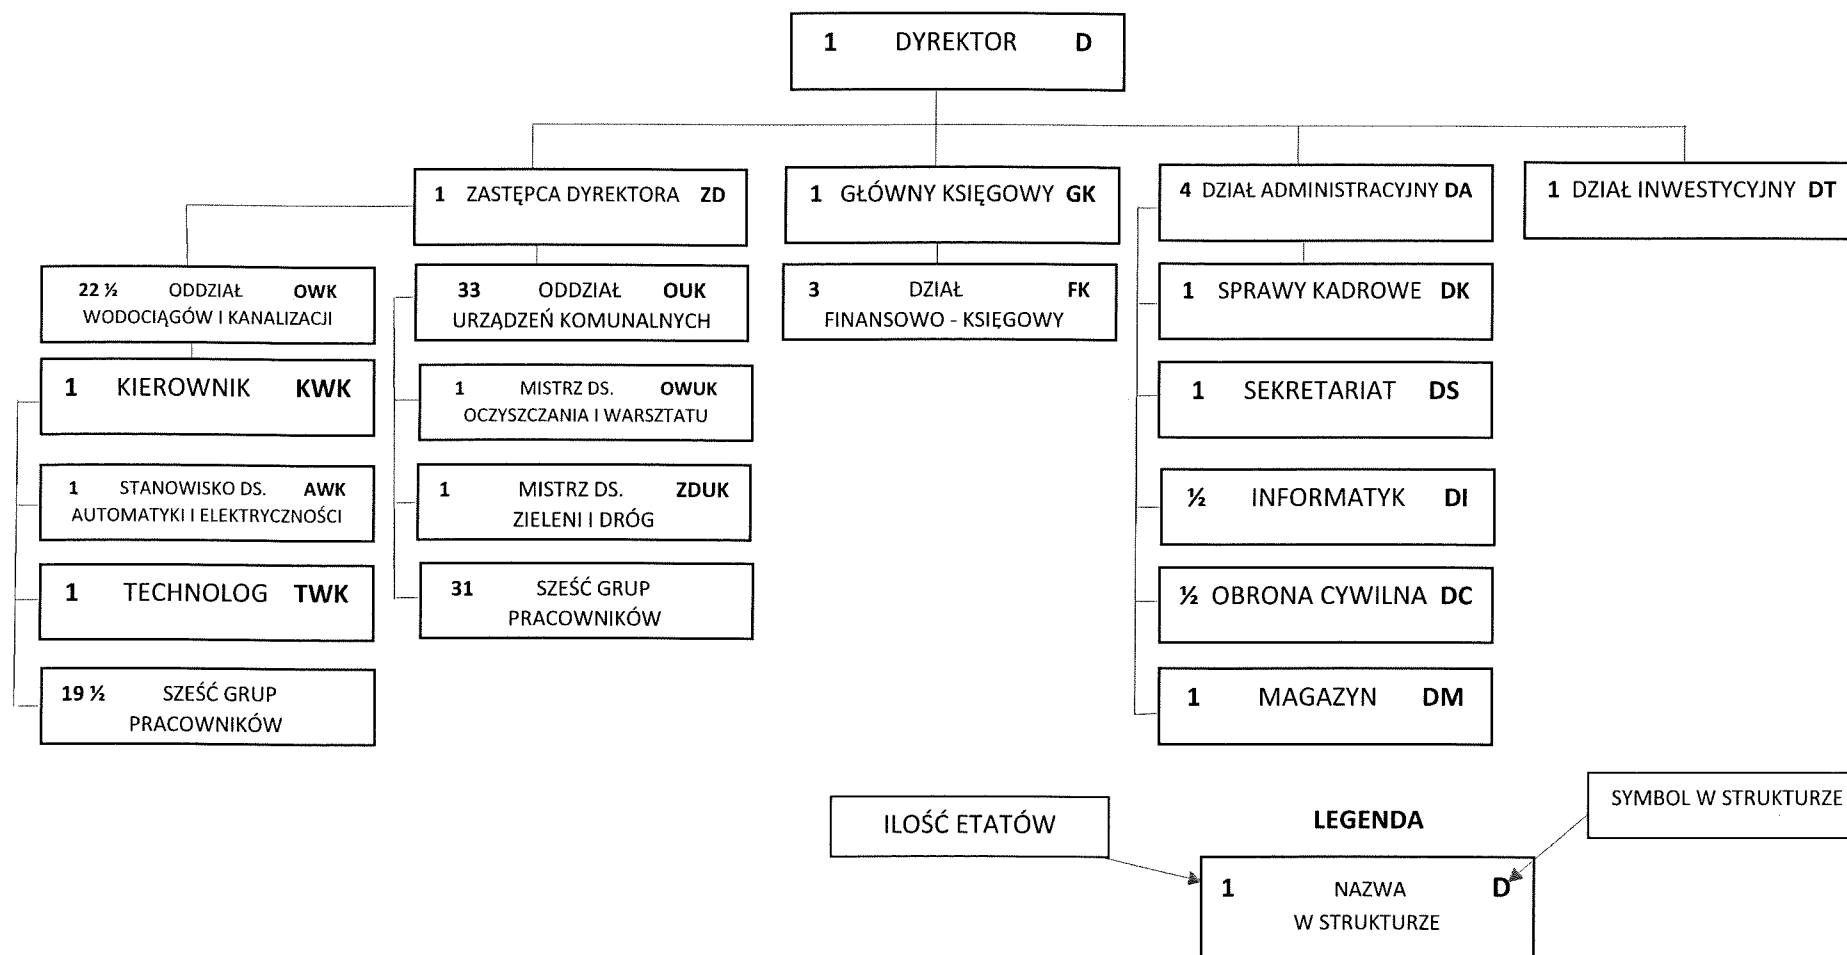 1 DYREKTOR D
1 ZASTĘPCA DYREKTORA ZD
1 GŁÓWNY KSIĘGOWY GK
4 DZIAŁ ADMINISTRACYJNY DA
1 DZIAŁ INWESTYCYJNY DT
22 ½ ODDZIAŁ OWK
WODOCIĄGÓW I KANALIZACJI
33 ODDZIAŁ OUK
URZĄDZEŃ KOMUNALNYCH
3 DZIAŁ FK
FINANSOWO - KSIĘGOWY
1 SPRAWY KADROWE DK
1 KIEROWNIK KWK
1 MISTRZ DS. OWUK
OCZYSZCZANIA I WARSZTATU
1 SEKRETARIAT DS
1 STANOWISKO DS. AWK
AUTOMATYKI I ELEKTRYCZNOŚCI
1 MISTRZ DS. ZDUK
ZIELENI I DRÓG
½ INFORMATYK DI
1 TECHNOLOG TWK
31 SZEŚĆ GRUP
PRACOWNIKÓW
½ OBRONA CYWILNA DC
19 ½ SZEŚĆ GRUP
PRACOWNIKÓW
1 MAGAZYN DM
ILOŚĆ ETATÓW
LEGENDA
SYMBOL W STRUKTURZE
1 NAZWA D
W STRUKTURZE